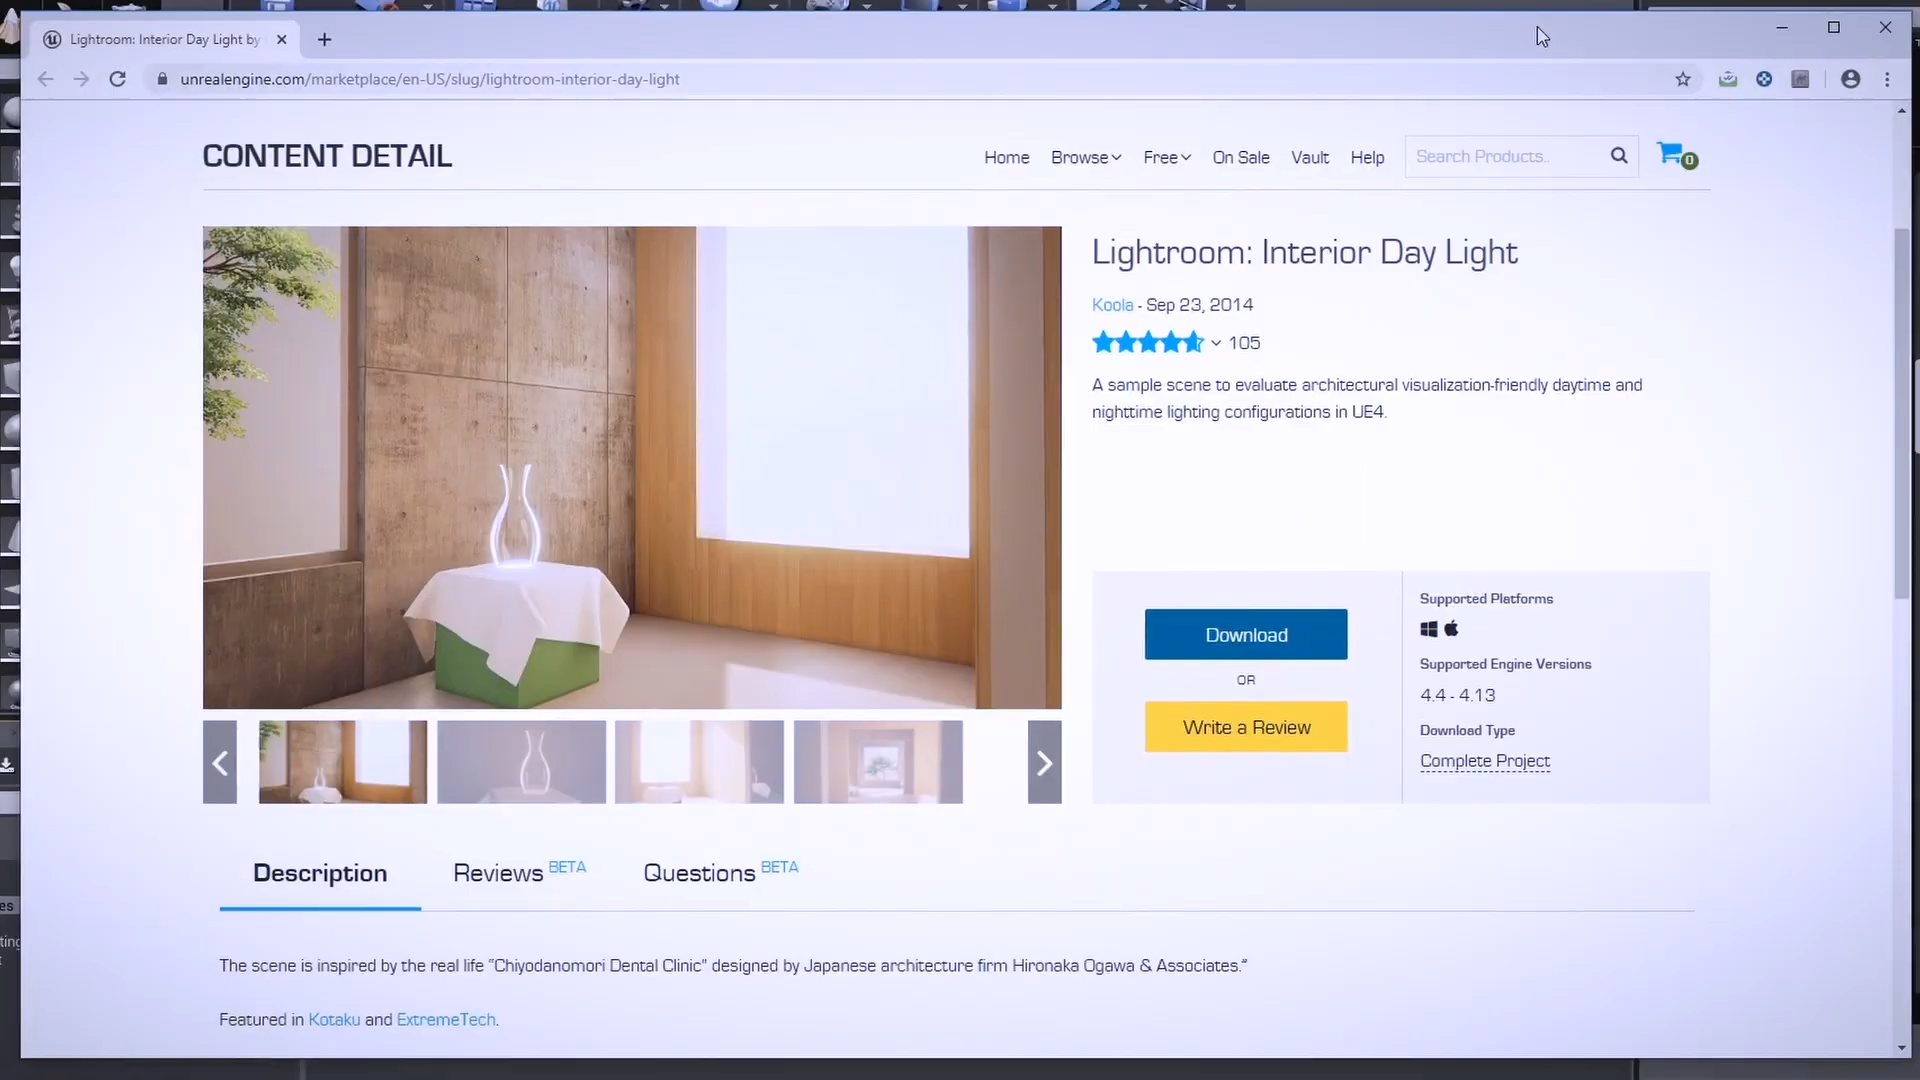 Lightroom: Interior Day Light by
unrealengine.com/marketplace/en-US/slug/lightroom-interior-day-light
CONTENT DETAIL
Home Browse Free On Sale Vault Help Search Products.. 0
Lightroom: Interior Day Light
Koola - Sep 23, 2014
105
A sample scene to evaluate architectural visualization-friendly daytime and
nighttime lighting configurations in UE4.
Download
OR
Write a Review
Supported Platforms
Supported Engine Versions
4.4 - 4.13
Download Type
Complete Project
Description Reviews BETA Questions BETA
The scene is inspired by the real life “Chiyodanomori Dental Clinic" designed by Japanese architecture firm Hironaka Ogawa & Associates.”
Featured in Kotaku and ExtremeTech.